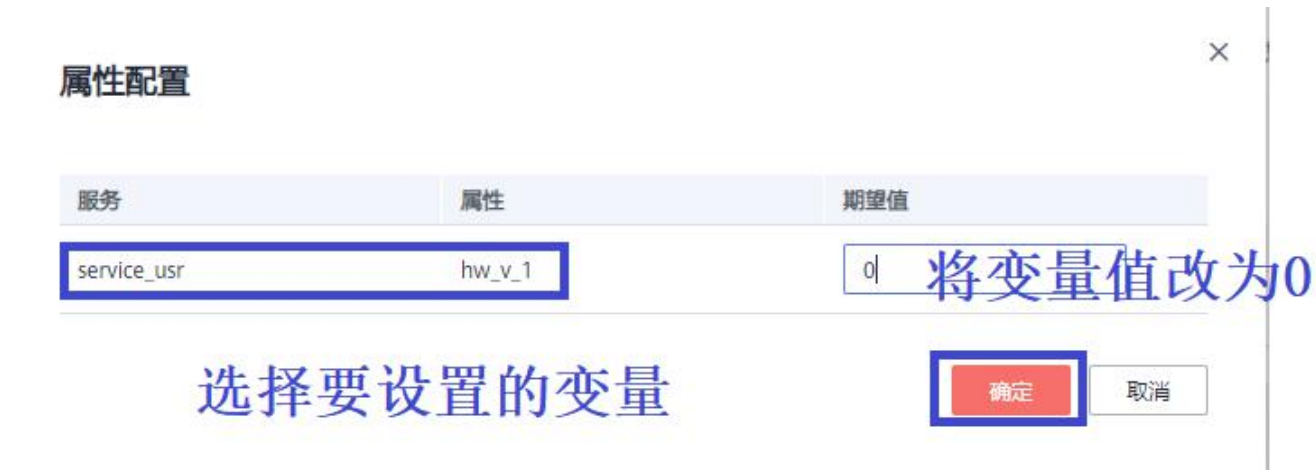 属性配置
服务 属性 期望值
service_usr hw_v_1 0 将变量值改为0
选择要设置的变量 确定 取消